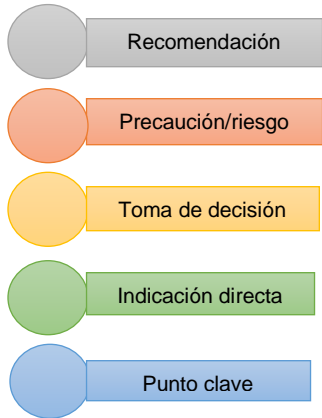 Recomendación
Precaución/riesgo
Toma de decisión
Indicación directa
Punto clave